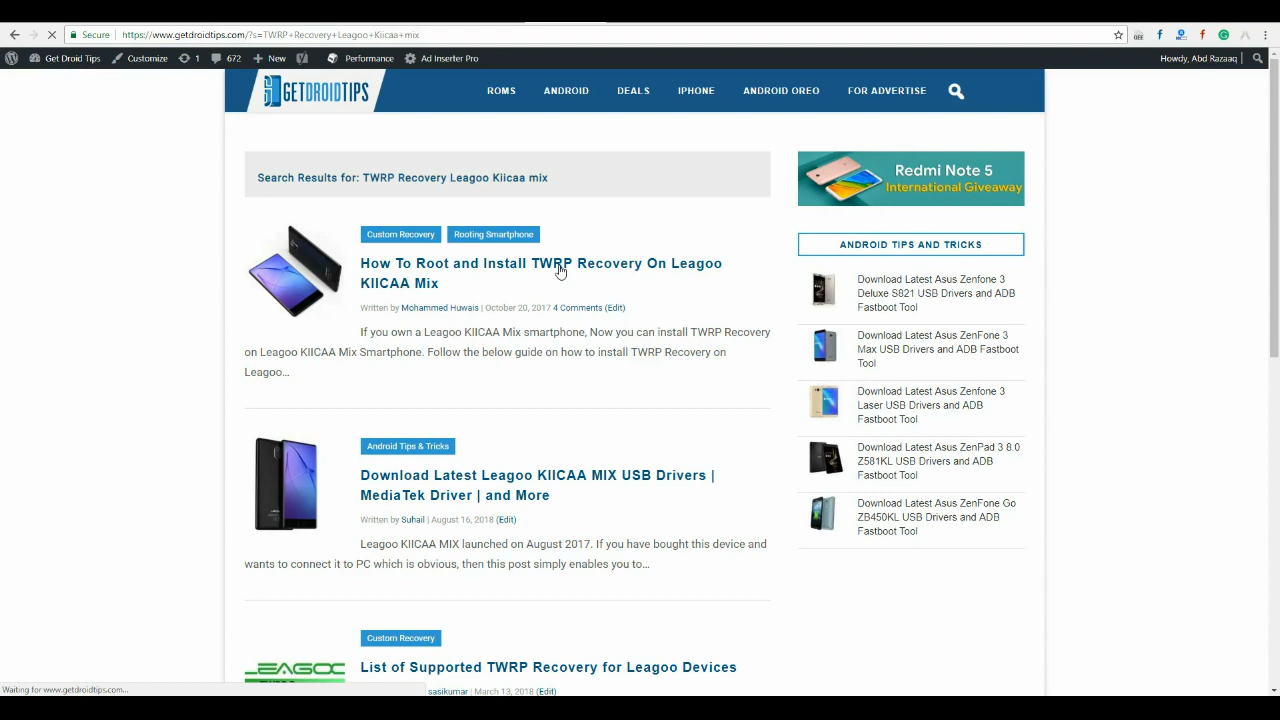 Secure
https://www.getdroidtips.com/?s=TWRP+Recovery+Leagoo+Kiicaa+mix
Get Droid Tips
Customize
1
672
New
Performance
Ad Inserter Pro
Howdy, Abd Razaaq
GETDROIDTIPS
ROMS
ANDROID
DEALS
IPHONE
ANDROID OREO
FOR ADVERTISE
Search Results for: TWRP Recovery Leagoo Kiicaa mix
Custom Recovery
Rooting Smartphone
How To Root and Install TWRP Recovery On Leagoo
KIICAA Mix
Written by Mohammed Huwais | October 20, 2017 4 Comments (Edit)
If you own a Leagoo KIICAA Mix smartphone, Now you can install TWRP Recovery
on Leagoo KIICAA Mix Smartphone. Follow the below guide on how to install TWRP Recovery on
Leagoo...
Android Tips & Tricks
Download Latest Leagoo KIICAA MIX USB Drivers |
MediaTek Driver | and More
Written by Suhail | August 16, 2018 (Edit)
Leagoo KIICAA MIX launched on August 2017. If you have bought this device and
wants to connect it to PC which is obvious, then this post simply enables you to...
Custom Recovery
List of Supported TWRP Recovery for Leagoo Devices
sasikumar | March 13, 2018 (Edit)
Redmi Note 5
International Giveaway
ANDROID TIPS AND TRICKS
Download Latest Asus Zenfone 3
Deluxe S821 USB Drivers and ADB
Fastboot Tool
Download Latest Asus ZenFone 3
Max USB Drivers and ADB Fastboot
Tool
Download Latest Asus Zenfone 3
Laser USB Drivers and ADB
Fastboot Tool
Download Latest Asus ZenPad 3 8.0
Z581KL USB Drivers and ADB
Fastboot Tool
Download Latest Asus ZenFone Go
ZB450KL USB Drivers and ADB
Fastboot Tool
Waiting for www.getdroidtips.com...